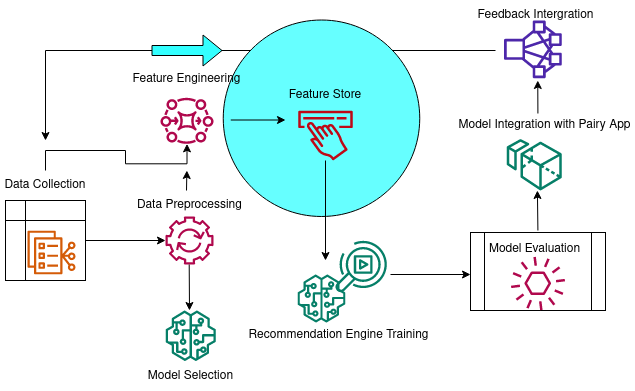 Feedback Intergration
Feature Engineering
Feature Store
Model Integration with Pairy App
Data Collection
Data Preprocessing
Model Evaluation
Recommendation Engine Training
Model Selection